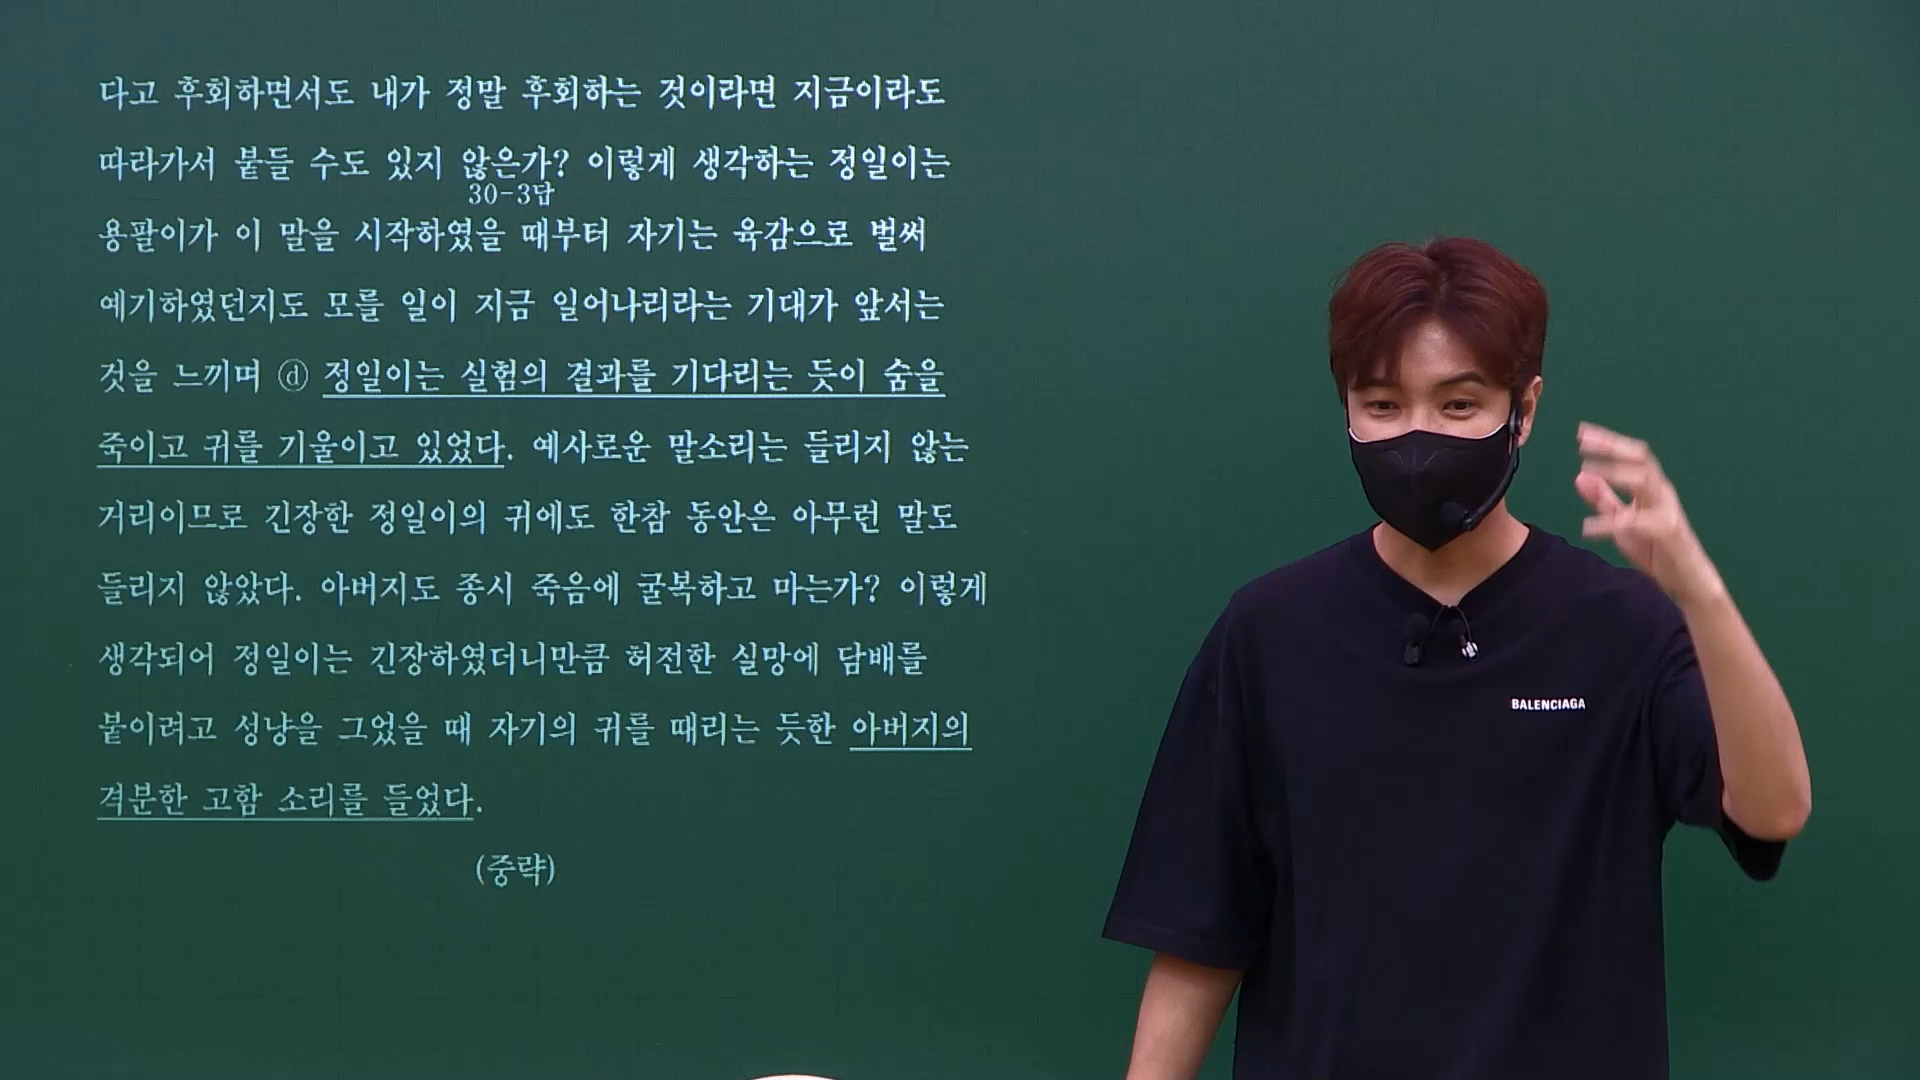 다고 후회하면서도 내가 정말 후회하는 것이라면 지금이라도
따라가서 붙들 수도 있지 않은가? 이렇게 생각하는 정일이는
30-3답
용팔이가 이 말을 시작하였을 때부터 자기는 육감으로 벌써
예기하였던지도 모를 일이 지금 일어나리라는 기대가 앞서는
것을 느끼며 ⓓ 정일이는 실험의 결과를 기다리는 듯이 숨을
죽이고 귀를 기울이고 있었다. 예사로운 말소리는 들리지 않는
거리이므로 긴장한 정일이의 귀에도 한참 동안은 아무런 말도
들리지 않았다. 아버지도 종시 죽음에 굴복하고 마는가? 이렇게
생각되어 정일이는 긴장하였더니만큼 허전한 실망에 담배를
붙이려고 성냥을 그었을 때 자기의 귀를 때리는 듯한 아버지의
격분한 고함 소리를 들었다.
(중략)
BALENCIAGA